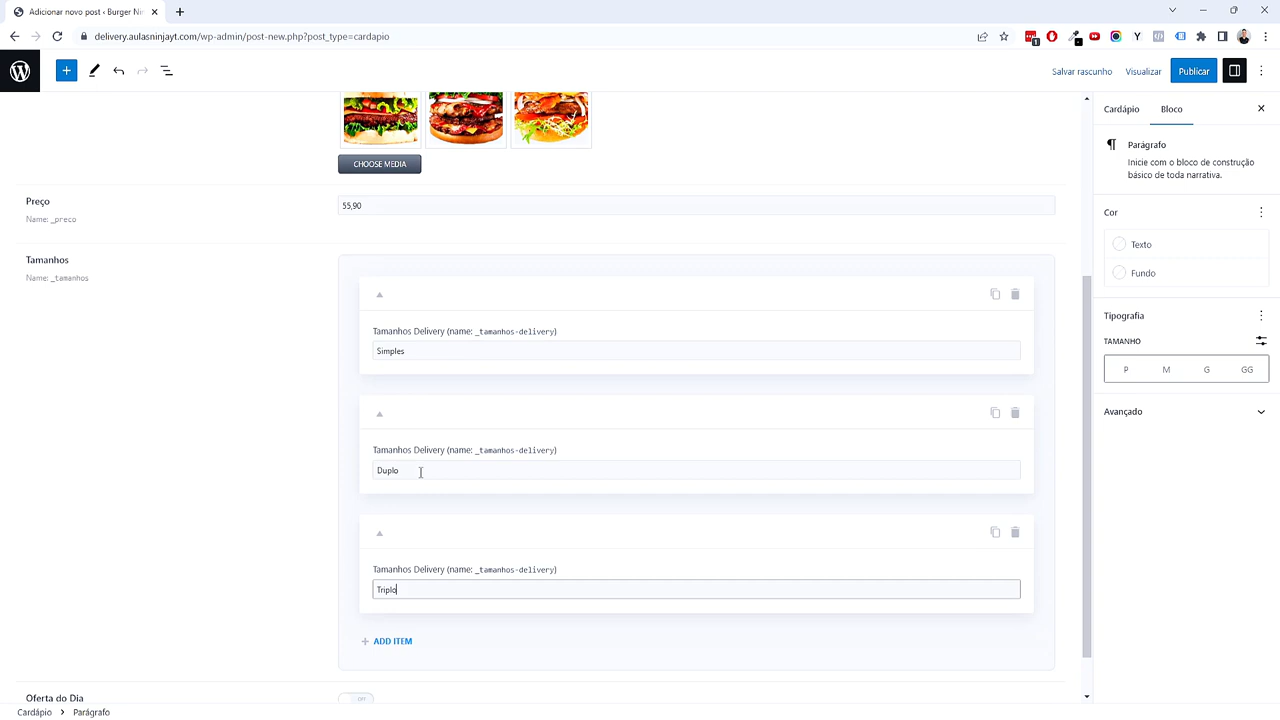 Adicionar novo post ‹ Burger Ni
delivery.aulasninjayt.com/wp-admin/post-new.php?post_type=cardapio
Salvar rascunho
Visualizar
Publicar
Cardápio
Bloco
CHOOSE MEDIA
Parágrafo
Inicie com o bloco de construção
básico de toda narrativa.
Preço
Name: _preco
55,90
Cor
Texto
Fundo
Tamanhos
Name: _tamanhos
Tamanhos Delivery (name: _tamanhos-delivery)
Simples
Tipografia
TAMANHO
P M G GG
Avançado
Tamanhos Delivery (name: _tamanhos-delivery)
Duplo
Tamanhos Delivery (name: _tamanhos-delivery)
Triplo
+ ADD ITEM
Oferta do Dia
OFF
Cardápio > Parágrafo